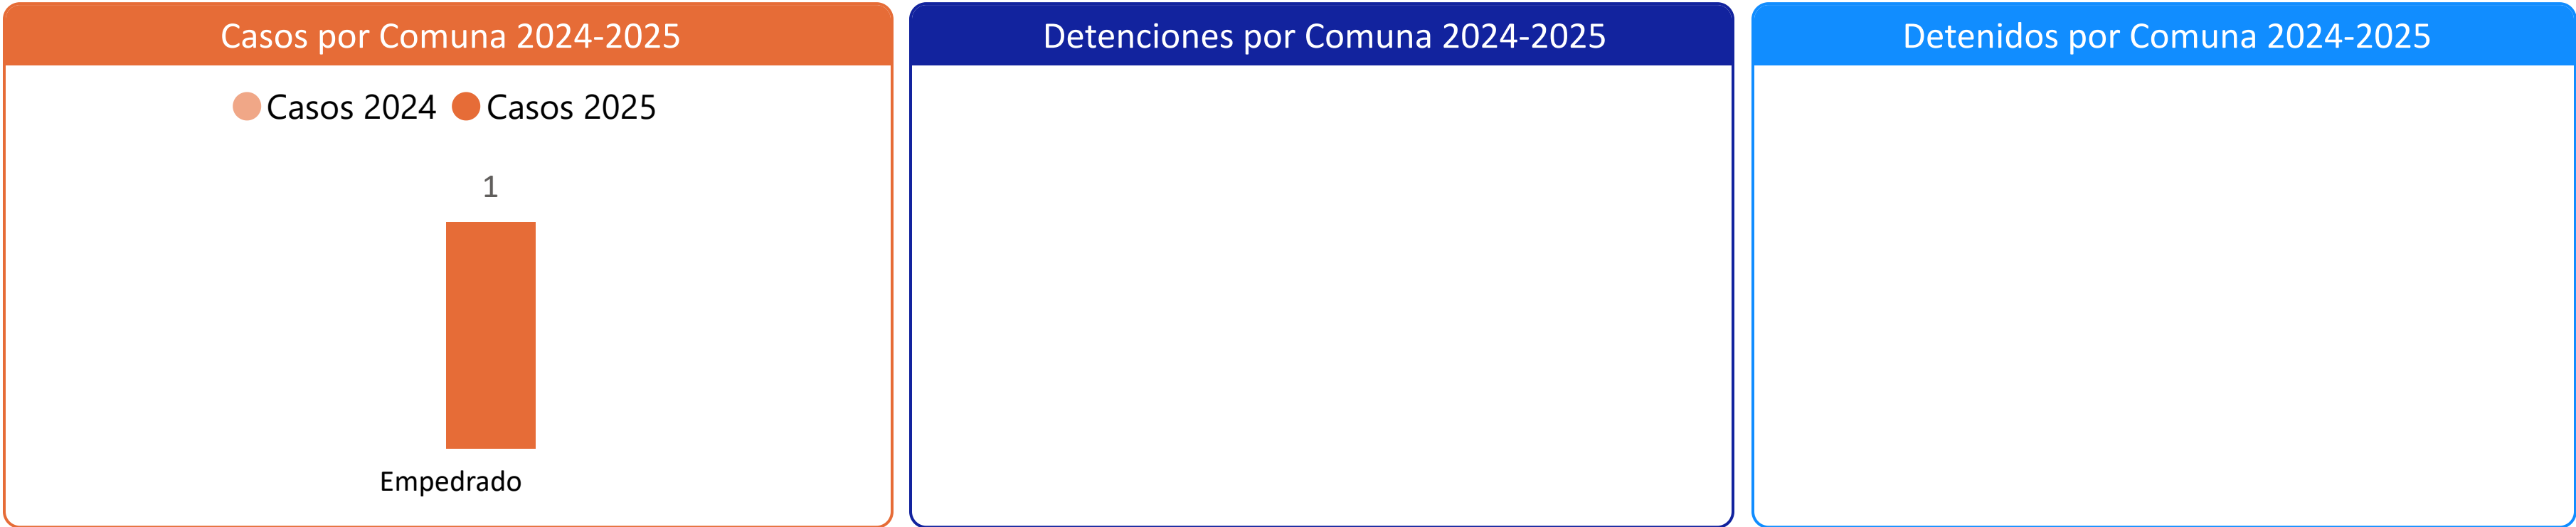 Casos por Comuna 2024-2025
Casos 2024 Casos 2025
1
Empedrado
Detenciones por Comuna 2024-2025
Detenidos por Comuna 2024-2025